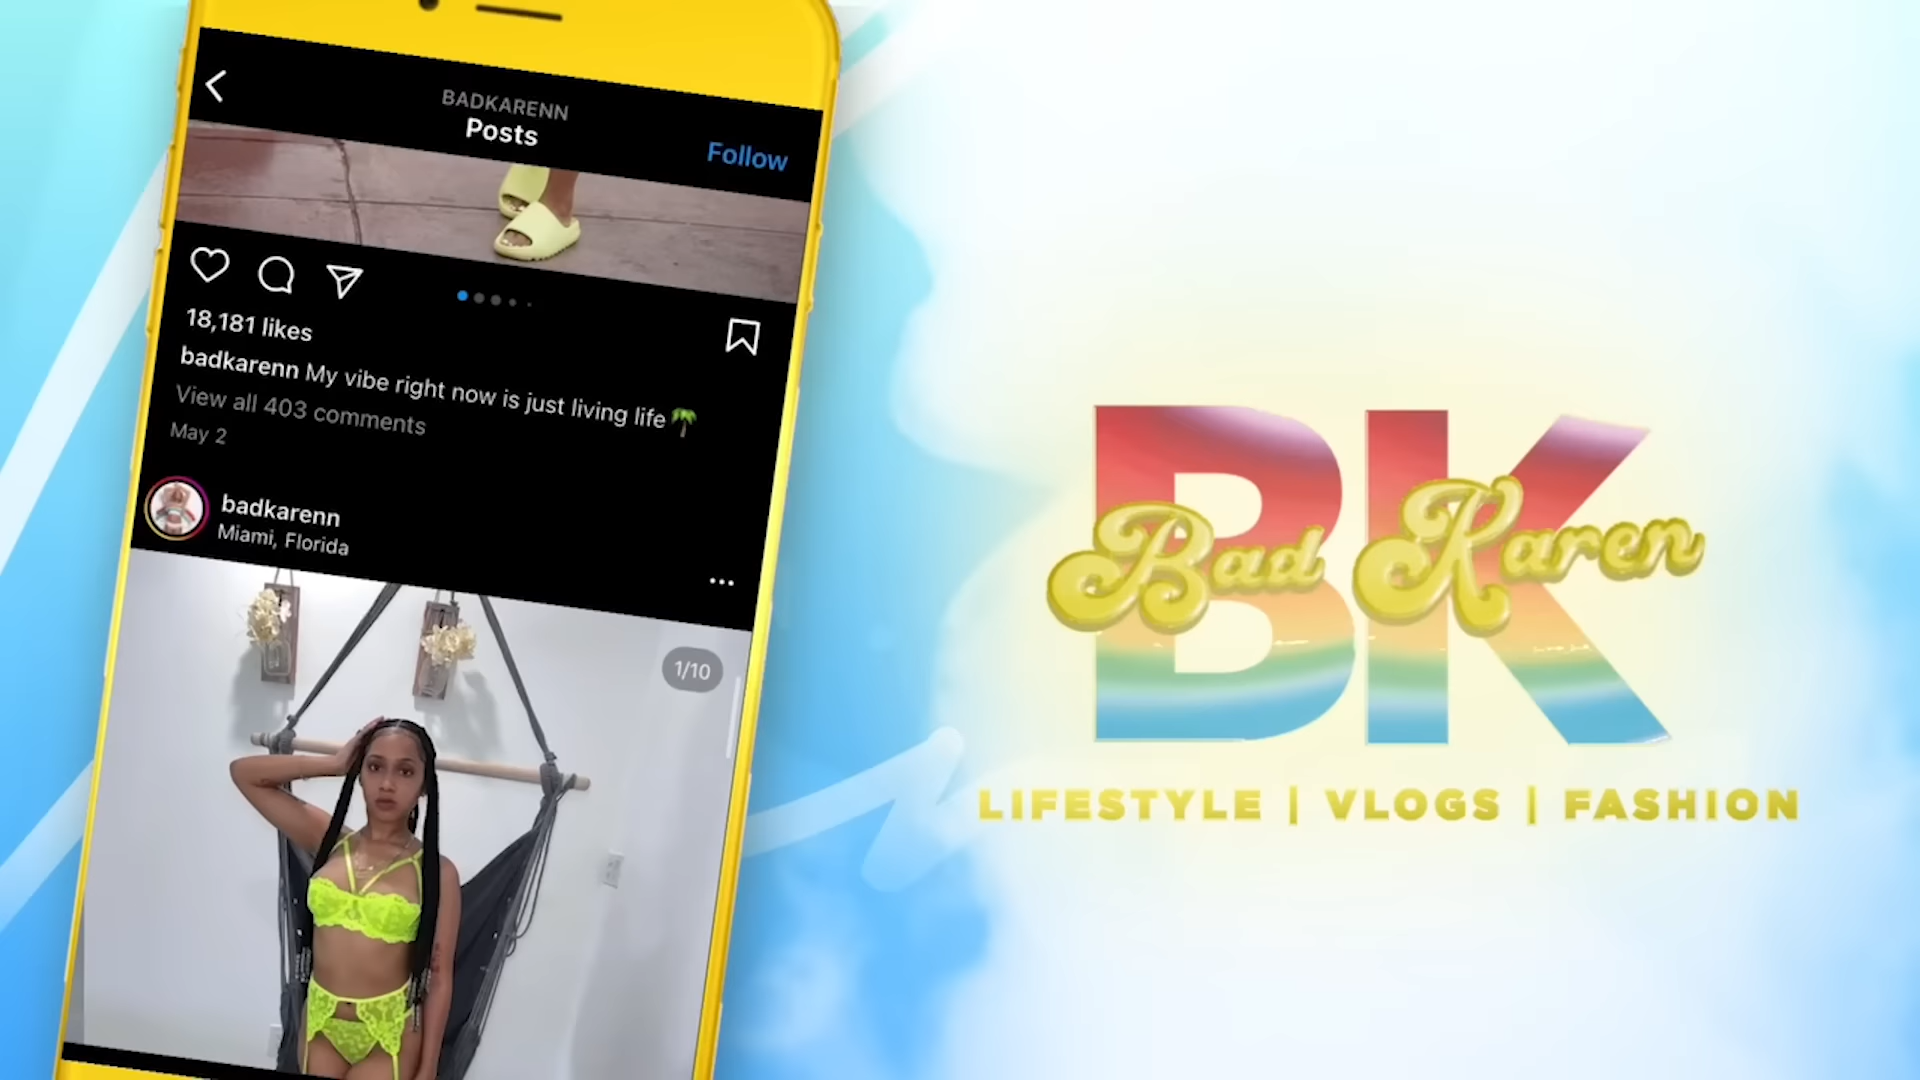 BADKARENN
Posts
Follow
18,181 likes
badkarenn My vibe right now is just living life🌴
View all 403 comments
May 2
badkarenn
Miami, Florida
1/10
BK
Bad Karen
LIFESTYLE | VLOGS | FASHION